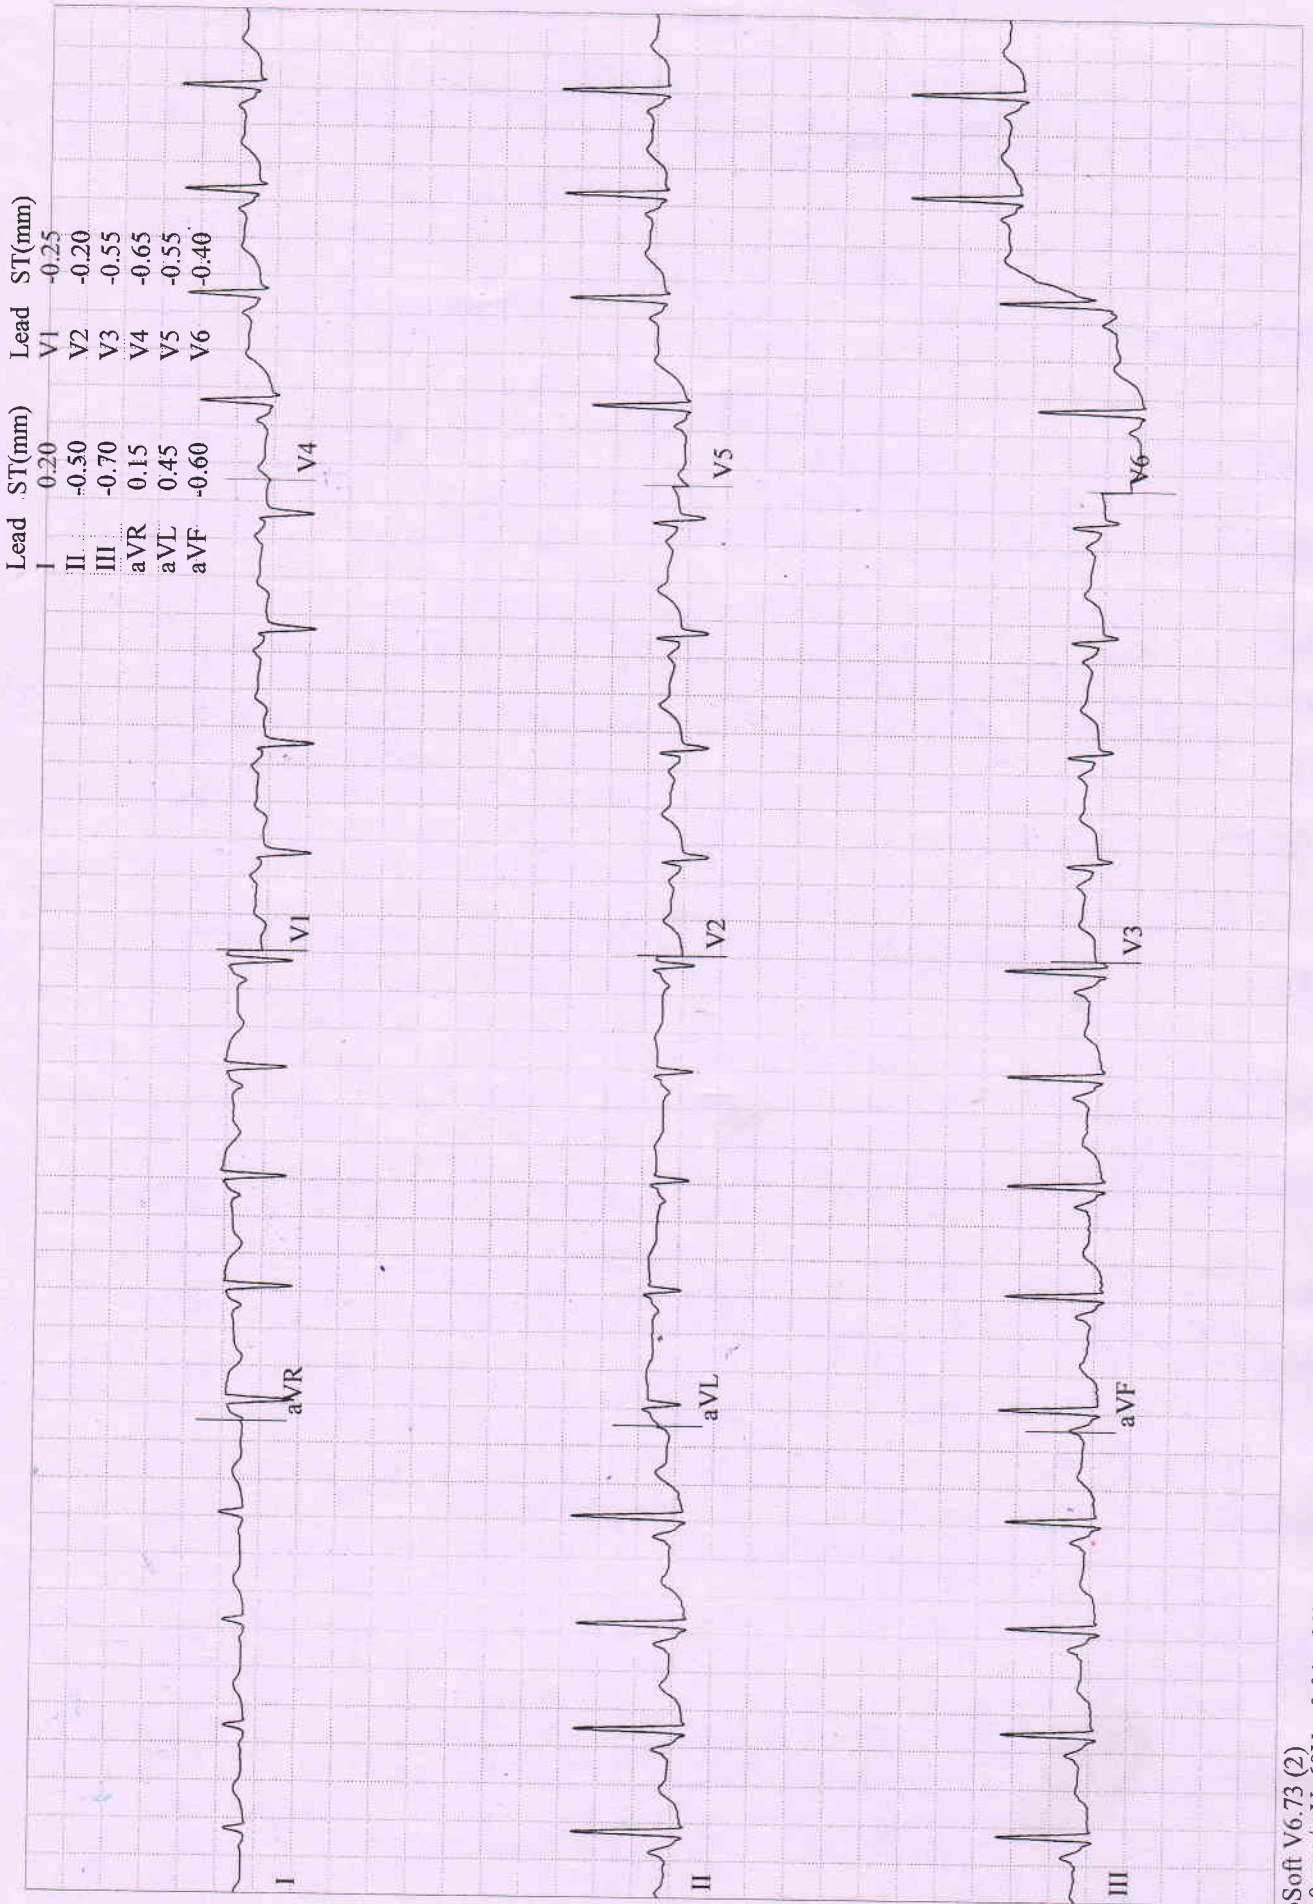 Lead ST(mm) Lead ST(mm)
I 0.20 V1 -0.25
II -0.50 V2 -0.20
III -0.70 V3 -0.55
aVR 0.15 V4 -0.65
aVL 0.45 V5 -0.55
aVF -0.60 V6 -0.40
I aVR V1 V4
II aVL V2 V5
III aVF V3 V6
Soft V6.73 (2)